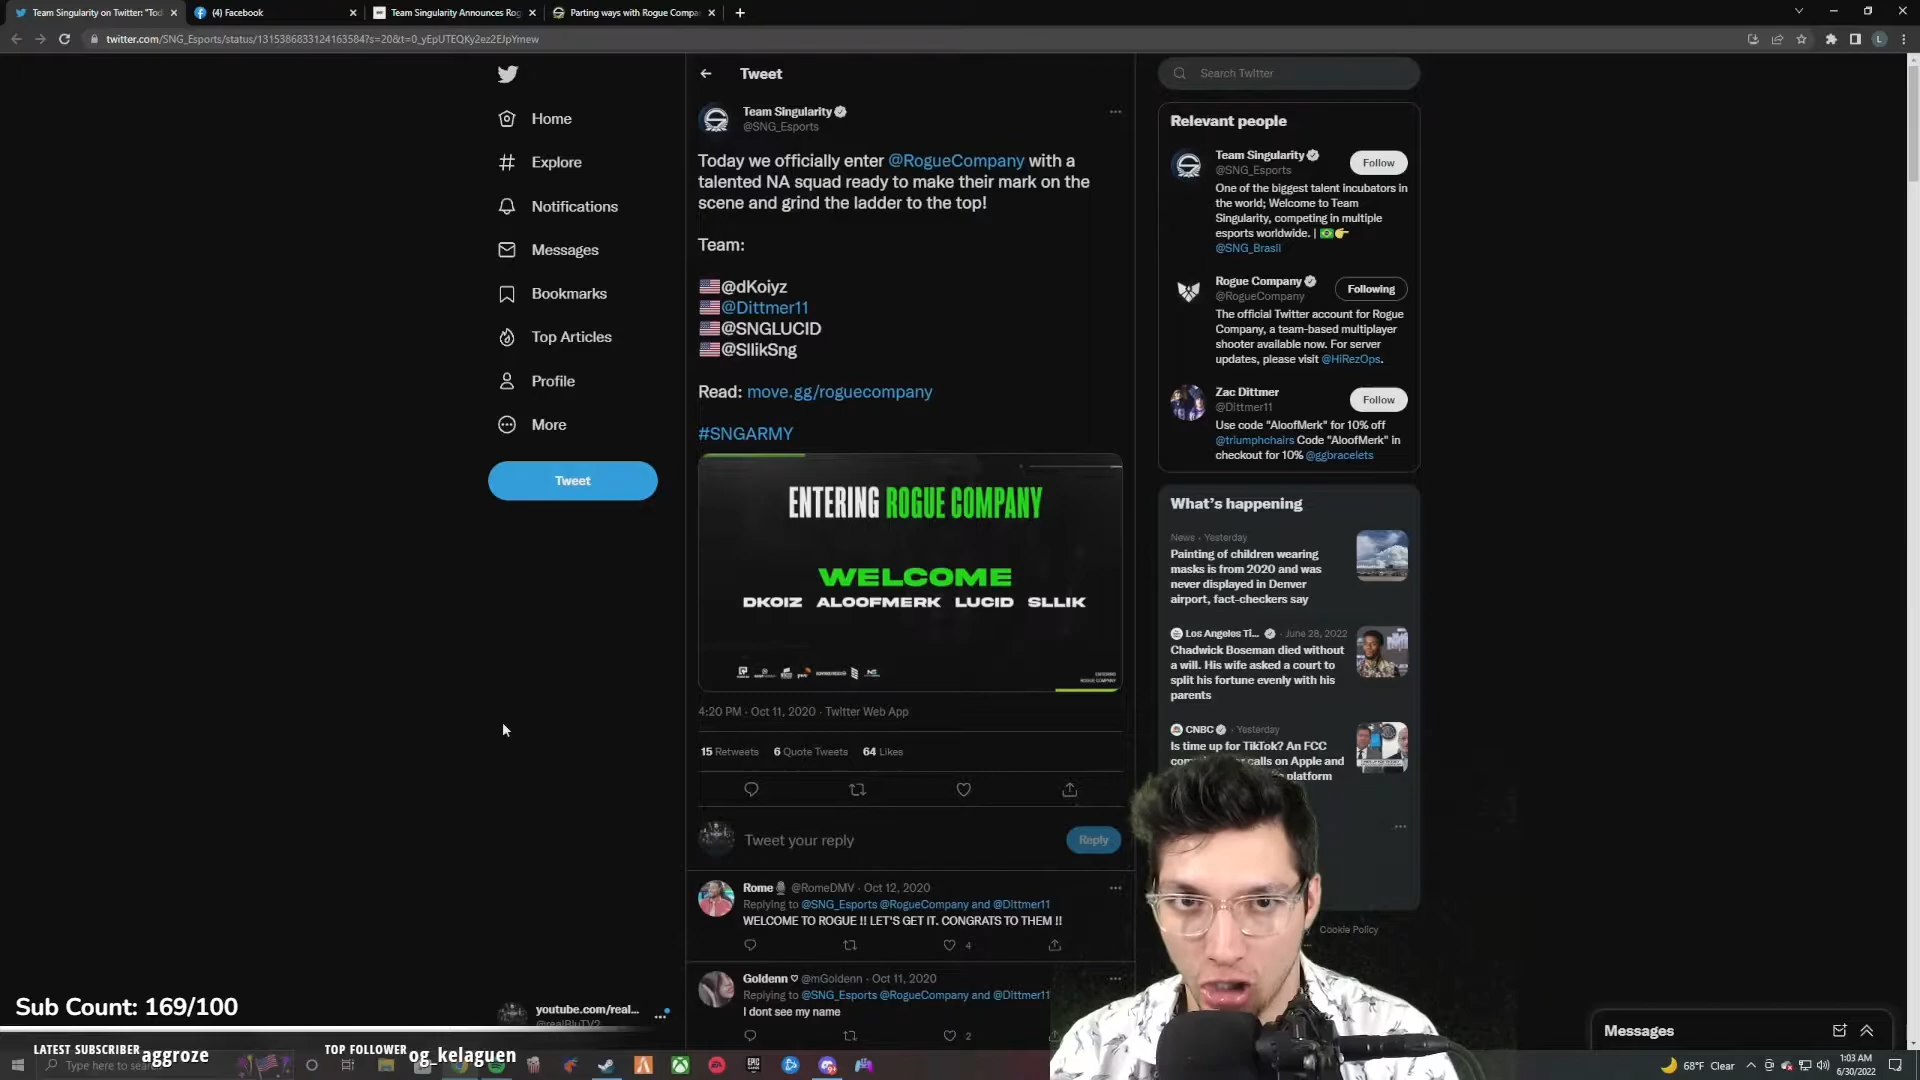 Team Singularity on Twitter: "Tod
(4) Facebook
Team Singularity Announces Rog
Parting ways with Rogue Compa
twitter.com/SNG_Esports/status/1315386833124163584?s=20&t=0_yEpUTEQKy2ez2EJpYmew
Home
Explore
Notifications
Messages
Bookmarks
Top Articles
Profile
More
Tweet
youtube.com/real...
@realBluTV2
Tweet
Team Singularity
@SNG_Esports
Today we officially enter @RogueCompany with a
talented NA squad ready to make their mark on the
scene and grind the ladder to the top!
Team:
🇺🇸@dKoiyz
🇺🇸@Dittmer11
🇺🇸@SNGLUCID
🇺🇸@SllikSng
Read: move.gg/roguecompany
#SNGARMY
ENTERING ROGUE COMPANY
WELCOME
DKOIZ ALOOFMERK LUCID SLLIK
ENTERING
ROGUE COMPANY
4:20 PM · Oct 11, 2020 · Twitter Web App
15 Retweets 6 Quote Tweets 64 Likes
Tweet your reply
Reply
Rome @RomeDMV · Oct 12, 2020
Replying to @SNG_Esports @RogueCompany and @Dittmer11
WELCOME TO ROGUE !! LET'S GET IT. CONGRATS TO THEM !!
4
Goldenn ♡ @mGoldenn · Oct 11, 2020
Replying to @SNG_Esports @RogueCompany and @Dittmer11
I dont see my name
2
Search Twitter
Relevant people
Team Singularity
@SNG_Esports
Follow
One of the biggest talent incubators in
the world; Welcome to Team
Singularity, competing in multiple
esports worldwide. | 🇧🇷👉
@SNG_Brasil
Rogue Company
@RogueCompany
Following
The official Twitter account for Rogue
Company, a team-based multiplayer
shooter available now. For server
updates, please visit @HiRezOps.
Zac Dittmer
@Dittmer11
Follow
Use code "AloofMerk" for 10% off
@triumphchairs Code "AloofMerk" in
checkout for 10% @ggbracelets
What's happening
News · Yesterday
Painting of children wearing
masks is from 2020 and was
never displayed in Denver
airport, fact-checkers say
Los Angeles Ti... · June 28, 2022
Chadwick Boseman died without
a will. His wife asked a court to
split his fortune evenly with his
parents
CNBC · Yesterday
Is time up for TikTok? An FCC
calls on Apple and
platform
Cookie Policy
Messages
Sub Count: 169/100
LATEST SUBSCRIBER aggroze
TOP FOLLOWER og_kelaguen
Type here to search
68°F Clear
1:03 AM
6/30/2022